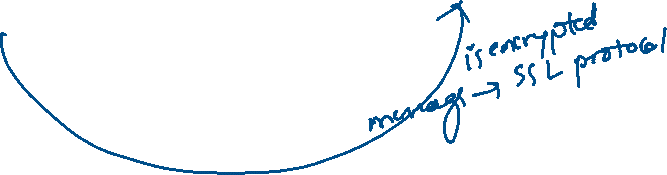 is encrypted
message → SSL protocol